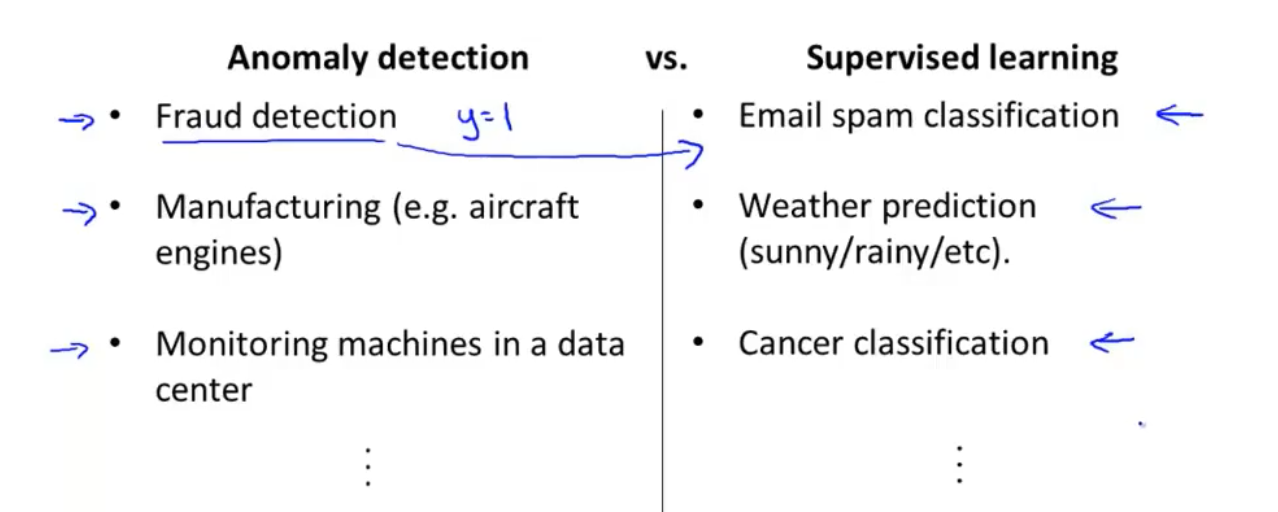 Anomaly detection vs. Supervised learning
• Fraud detection y=1
• Manufacturing (e.g. aircraft
engines)
• Monitoring machines in a data
center
• Email spam classification
• Weather prediction
(sunny/rainy/etc).
• Cancer classification